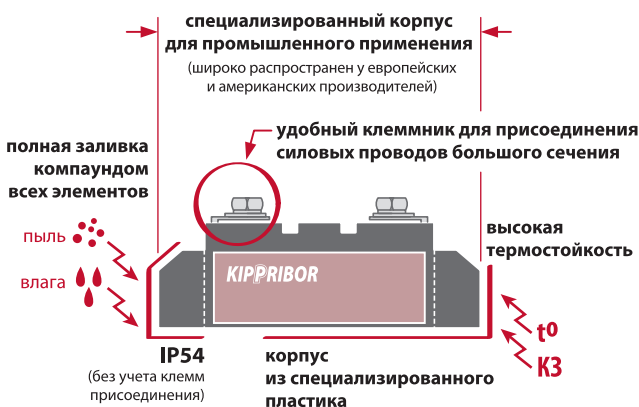 специализированный корпус
для промышленного применения
(широко распространен у европейских
и американских производителей)
удобный клеммник для присоединения
силовых проводов большого сечения
полная заливка
компаундом
всех элементов
пыль
влага
высокая
термостойкость
KIPPRIBOR
t⁰
КЗ
IP54
(без учета клемм
присоединения)
корпус
из специализированного
пластика